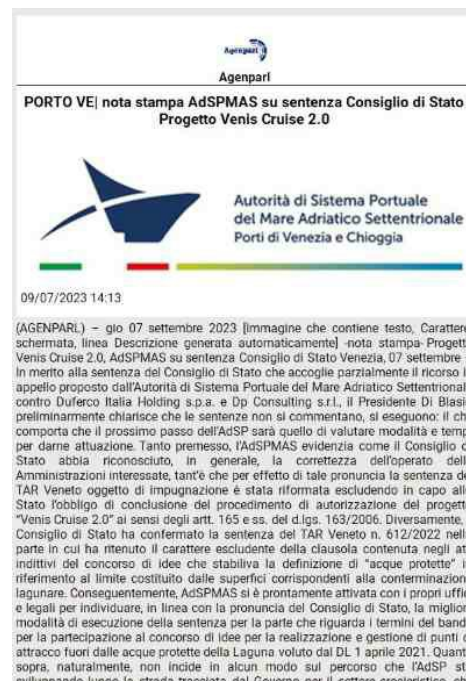 Agenparl
Agenparl
PORTO VE| nota stampa AdSPMAS su sentenza Consiglio di Stato
Progetto Venis Cruise 2.0
Autorità di Sistema Portuale
del Mare Adriatico Settentrionale
Porti di Venezia e Chioggia
09/07/2023 14:13
(AGENPARL) – gio 07 settembre 2023 [Immagine che contiene testo, Carattere
schermata, linea Descrizione generata automaticamente] -nota stampa- Progett
Venis Cruise 2.0, AdSPMAS su sentenza Consiglio di Stato Venezia, 07 settembre
In merito alla sentenza del Consiglio di Stato che accoglie parzialmente il ricorso i
appello proposto dall'Autorità di Sistema Portuale del Mare Adriatico Settentrional
contro Duferco Italia Holding s.p.a. e Dp Consulting s.r.l., il Presidente Di Blasi
preliminarmente chiarisce che le sentenze non si commentano, si eseguono: il ch
comporta che il prossimo passo dell'AdSP sarà quello di valutare modalità e temp
per darne attuazione. Tanto premesso, l'AdSPMAS evidenzia come il Consiglio d
Stato abbia riconosciuto, in generale, la correttezza dell'operato dell
Amministrazioni interessate, tant'è che per effetto di tale pronuncia la sentenza de
TAR Veneto oggetto di impugnazione è stata riformata escludendo in capo all
Stato l'obbligo di conclusione del procedimento di autorizzazione del progett
"Venis Cruise 2.0" ai sensi degli artt. 165 e ss. del d.lgs. 163/2006. Diversamente,
Consiglio di Stato ha confermato la sentenza del TAR Veneto n. 612/2022 nell
parte in cui ha ritenuto il carattere escludente della clausola contenuta negli at
indittivi del concorso di idee che stabiliva la definizione di "acque protette" i
riferimento al limite costituito dalle superfici corrispondenti alla conterminazion
lagunare. Conseguentemente, AdSPMAS si è prontamente attivata con i propri uffic
e legali per individuare, in linea con la pronuncia del Consiglio di Stato, la miglior
modalità di esecuzione della sentenza per la parte che riguarda i termini del band
per la partecipazione al concorso di idee per la realizzazione e gestione di punti d
attracco fuori dalle acque protette della Laguna voluto dal DL 1 aprile 2021. Quant
sopra, naturalmente, non incide in alcun modo sul percorso che l'AdSP st
sviluppando lungo la strada tracciata dal Governo per il settore crocieristico, ch